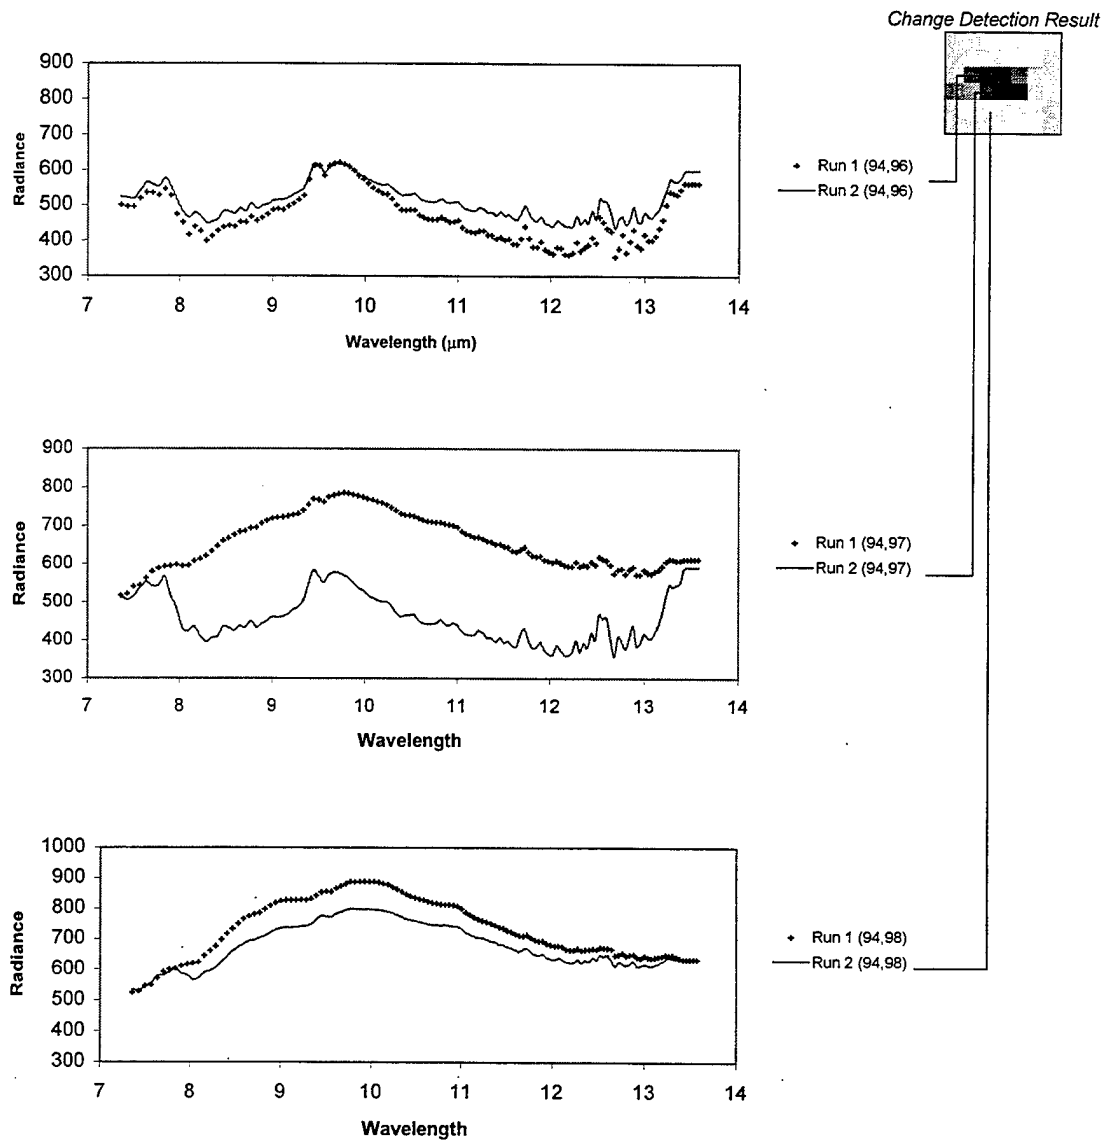 Change Detection Result
900
800
700
600
500
400
300
Radiance
7 8 9 10 11 12 13 14
Wavelength (μm)
Run 1 (94,96)
Run 2 (94,96)
900
800
700
600
500
400
300
Radiance
7 8 9 10 11 12 13 14
Wavelength
Run 1 (94,97)
Run 2 (94,97)
1000
900
800
700
600
500
400
300
Radiance
7 8 9 10 11 12 13 14
Wavelength
Run 1 (94,98)
Run 2 (94,98)